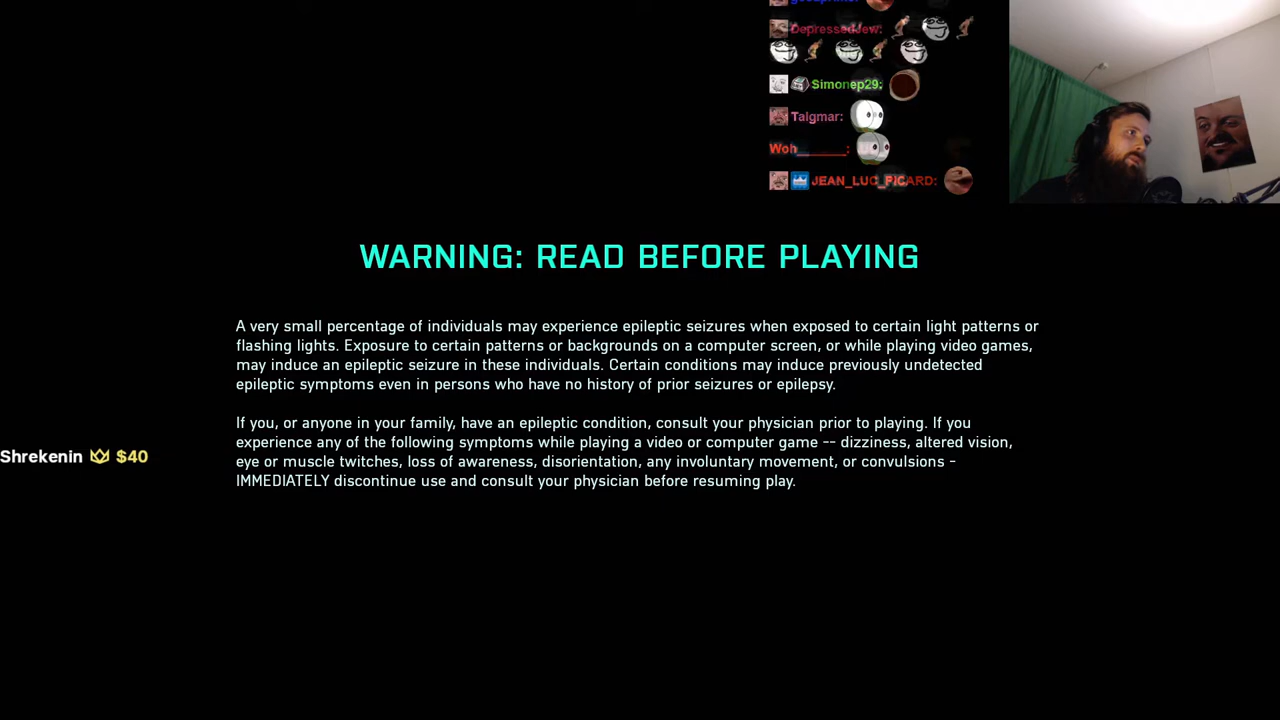 DepressedJew:
Simonep29:
Talgmar:
Woh_______:
JEAN_LUC_PICARD:
WARNING: READ BEFORE PLAYING
A very small percentage of individuals may experience epileptic seizures when exposed to certain light patterns or
flashing lights. Exposure to certain patterns or backgrounds on a computer screen, or while playing video games,
may induce an epileptic seizure in these individuals. Certain conditions may induce previously undetected
epileptic symptoms even in persons who have no history of prior seizures or epilepsy.
If you, or anyone in your family, have an epileptic condition, consult your physician prior to playing. If you
experience any of the following symptoms while playing a video or computer game -- dizziness, altered vision,
eye or muscle twitches, loss of awareness, disorientation, any involuntary movement, or convulsions -
IMMEDIATELY discontinue use and consult your physician before resuming play.
Shrekenin $40